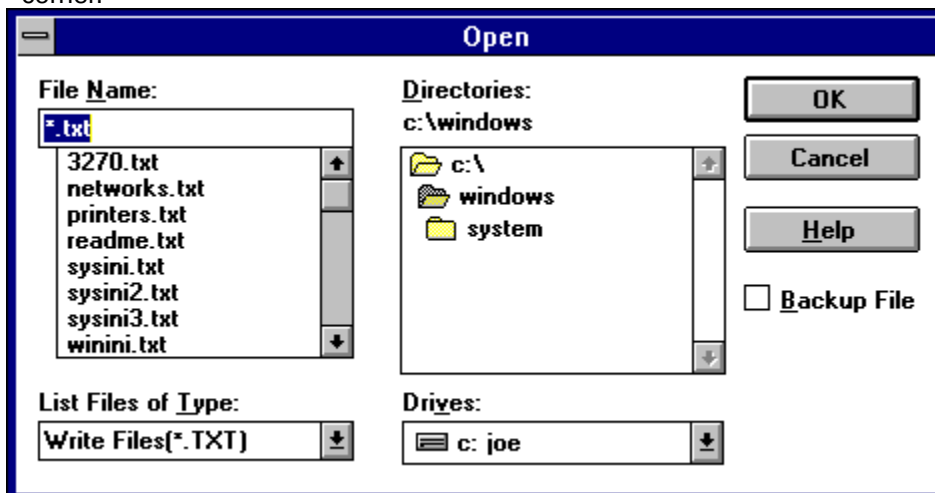 corner.
Open
File Name:
*.txt
3270.txt
networks.txt
printers.txt
readme.txt
sysini.txt
sysini2.txt
sysini3.txt
winini.txt
List Files of Type:
Write Files(*.TXT)
Directories:
c:\windows
c:\
windows
system
Drives:
c: joe
OK
Cancel
Help
Backup File